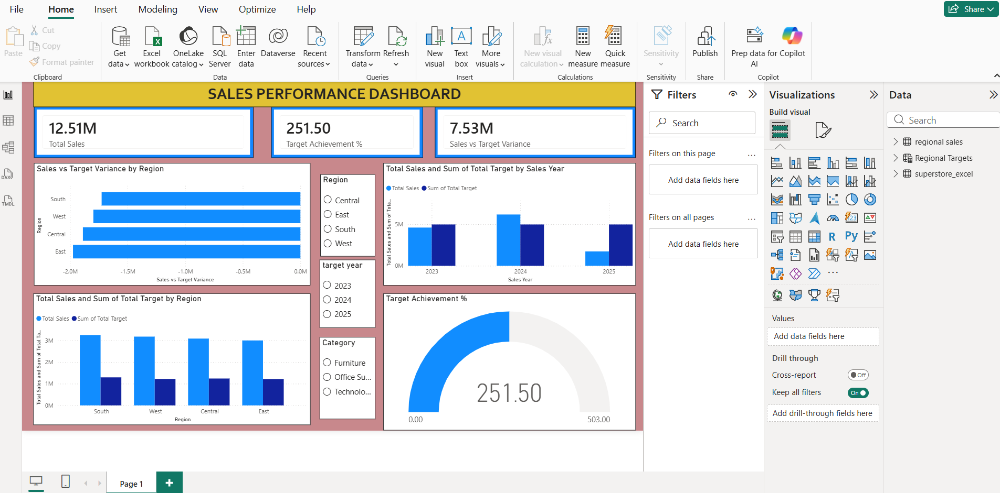 File Home Insert Modeling View Optimize Help
Share
Paste
Cut
Copy
Format painter
Clipboard
Get data
Excel workbook
OneLake catalog
SQL Server
Enter data
Dataverse
Recent sources
Data
Transform data
Refresh
Queries
New visual
Text box
A
More visuals
Insert
New visual calculation
New measure
Quick measure
Calculations
Sensitivity
Sensitivity
Publish
Share
Prep data for AI
Copilot
Copilot
DAX
TMDL
SALES PERFORMANCE DASHBOARD
12.51M
Total Sales
251.50
Target Achievement %
7.53M
Sales vs Target Variance
Sales vs Target Variance by Region
Region
South
West
Central
East
-2.0M -1.5M -1.0M -0.5M 0.0M
Sales vs Target Variance
Region
Central
East
South
West
target year
2023
2024
2025
Category
Furniture
Office Su...
Technolo...
Total Sales and Sum of Total Target by Sales Year
Total Sales Sum of Total Target
Total Sales and Sum of Tota...
5M
0M
2023 2024 2025
Sales Year
Total Sales and Sum of Total Target by Region
Total Sales Sum of Total Target
Total Sales and Sum of Total Ta...
3M
2M
1M
0M
South West Central East
Region
Target Achievement %
251.50
0.00 503.00
Filters
Search
Filters on this page ...
Add data fields here
Filters on all pages ...
Add data fields here
Visualizations
Build visual
123
R
Py
...
Values
Add data fields here
Drill through
Cross-report Off
Keep all filters On
Add drill-through fields here
Data
Search
regional sales
Regional Targets
superstore_excel
Page 1
+